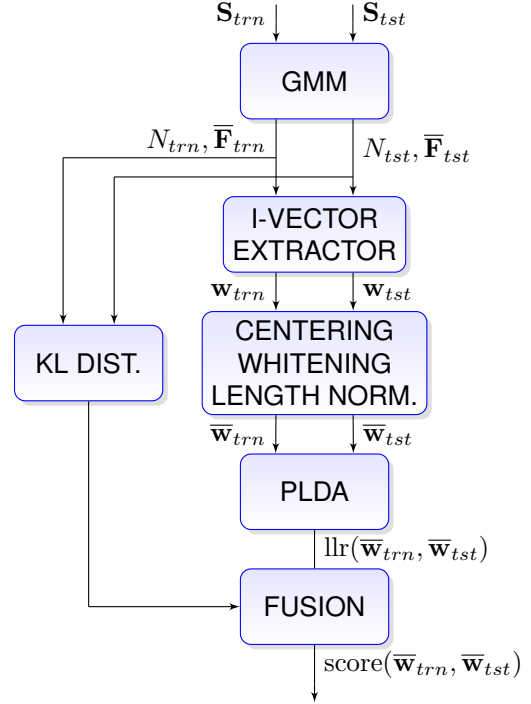 S_trn S_tst
GMM
N_trn, F̅_trn
N_tst, F̅_tst
I-VECTOR
EXTRACTOR
w_trn w_tst
CENTERING
WHITENING
LENGTH NORM.
KL DIST.
w̅_trn w̅_tst
PLDA
llr(w̅_trn, w̅_tst)
FUSION
score(w̅_trn, w̅_tst)